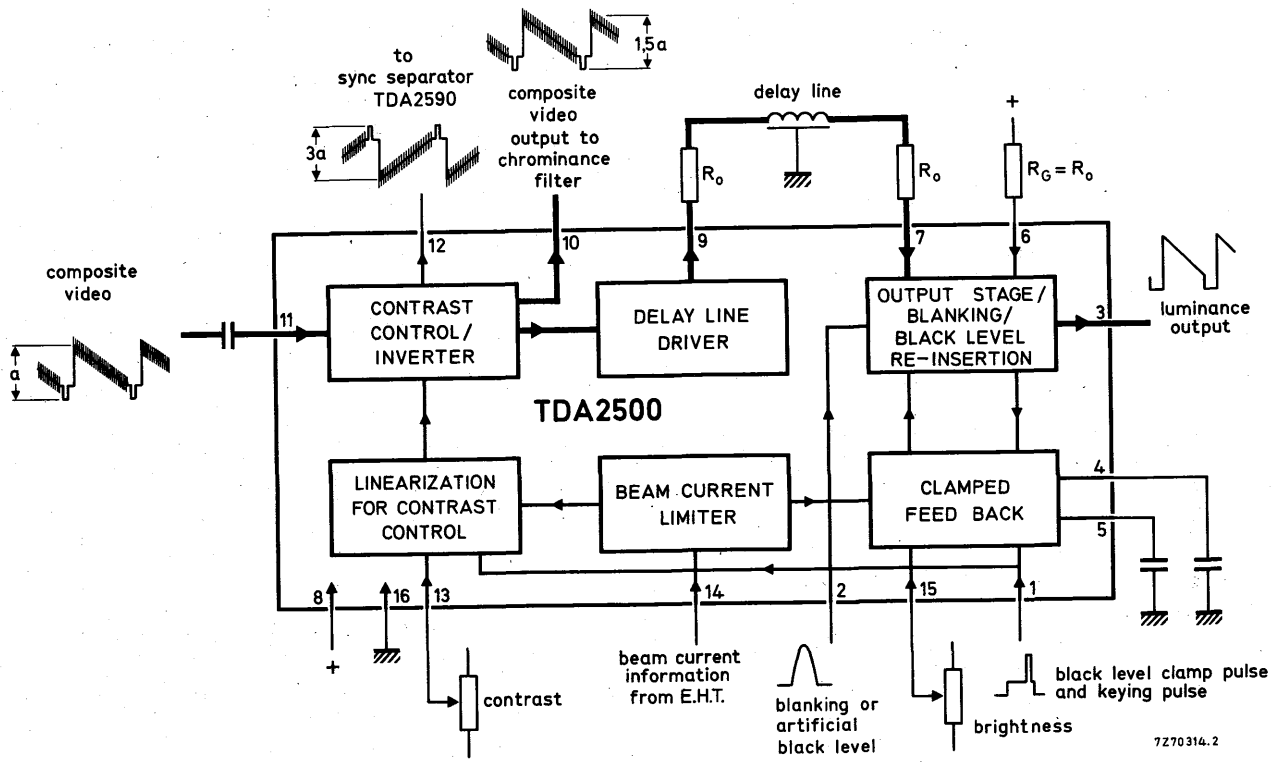 1,5a
to
sync separator
TDA2590
3a
composite
video
output to
chrominance
filter
delay line
R₀
R₀
+
R_G = R₀
12
10
9
7
6
composite
video
a
11
CONTRAST
CONTROL/
INVERTER
DELAY LINE
DRIVER
OUTPUT STAGE/
BLANKING/
BLACK LEVEL
RE-INSERTION
3
luminance
output
TDA2500
LINEARIZATION
FOR CONTRAST
CONTROL
BEAM CURRENT
LIMITER
CLAMPED
FEED BACK
4
5
8
16
13
14
2
15
1
+
contrast
beam current
information
from E.H.T.
blanking or
artificial
black level
brightness
black level clamp pulse
and keying pulse
7Z70314.2